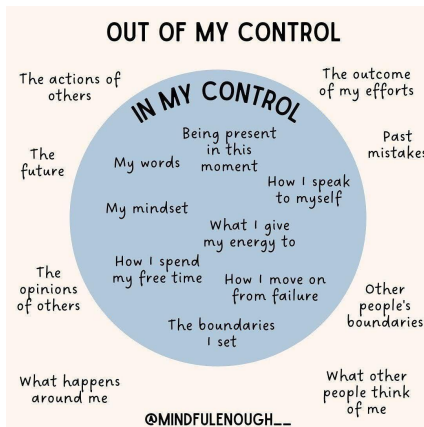 OUT OF MY CONTROL
The actions of
others
The outcome
of my efforts
IN MY CONTROL
Being present
in this
moment
My words
The
future
Past
mistakes
How I speak
to myself
My mindset
What I give
my energy to
How I spend
my free time
How I move on
from failure
The
opinions
of others
Other
people's
boundaries
The boundaries
I set
What happens
around me
What other
people think
of me
@MINDFULENOUGH__